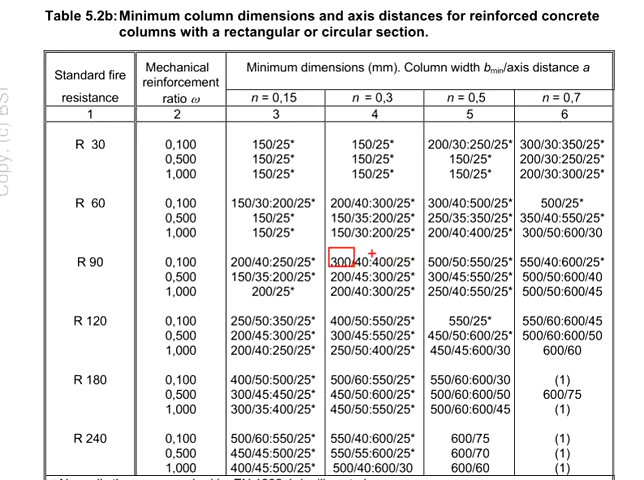 Table 5.2b: Minimum column dimensions and axis distances for reinforced concrete
columns with a rectangular or circular section.
Standard fire resistance | Mechanical reinforcement ratio ω | Minimum dimensions (mm). Column width bmin/axis distance a
n = 0,15 | n = 0,3 | n = 0,5 | n = 0,7
1 | 2 | 3 | 4 | 5 | 6
R 30 | 0,100 | 150/25* | 150/25* | 200/30:250/25* | 300/30:350/25*
0,500 | 150/25* | 150/25* | 150/25* | 200/30:250/25*
1,000 | 150/25* | 150/25* | 150/25* | 200/30:300/25*
R 60 | 0,100 | 150/30:200/25* | 200/40:300/25* | 300/40:500/25* | 500/25*
0,500 | 150/25* | 150/35:200/25* | 250/35:350/25* | 350/40:550/25*
1,000 | 150/25* | 150/30:200/25* | 200/40:400/25* | 300/50:600/30
R 90 | 0,100 | 200/40:250/25* | 300/40:400/25* | 500/50:550/25* | 550/40:600/25*
0,500 | 150/35:200/25* | 200/45:300/25* | 300/45:550/25* | 500/50:600/40
1,000 | 200/25* | 200/40:300/25* | 250/40:550/25* | 500/50:600/45
R 120 | 0,100 | 250/50:350/25* | 400/50:550/25* | 550/25* | 550/60:600/45
0,500 | 200/45:300/25* | 300/45:550/25* | 450/50:600/25* | 500/60:600/50
1,000 | 200/40:250/25* | 250/50:400/25* | 450/45:600/30 | 600/60
R 180 | 0,100 | 400/50:500/25* | 500/60:550/25* | 550/60:600/30 | (1)
0,500 | 300/45:450/25* | 450/50:600/25* | 500/60:600/50 | 600/75
1,000 | 300/35:400/25* | 450/50:550/25* | 500/60:600/45 | (1)
R 240 | 0,100 | 500/60:550/25* | 550/40:600/25* | 600/75 | (1)
0,500 | 450/45:500/25* | 550/55:600/25* | 600/70 | (1)
1,000 | 400/45:500/25* | 500/40:600/30 | 600/60 | (1)
Copy: (c) BSI